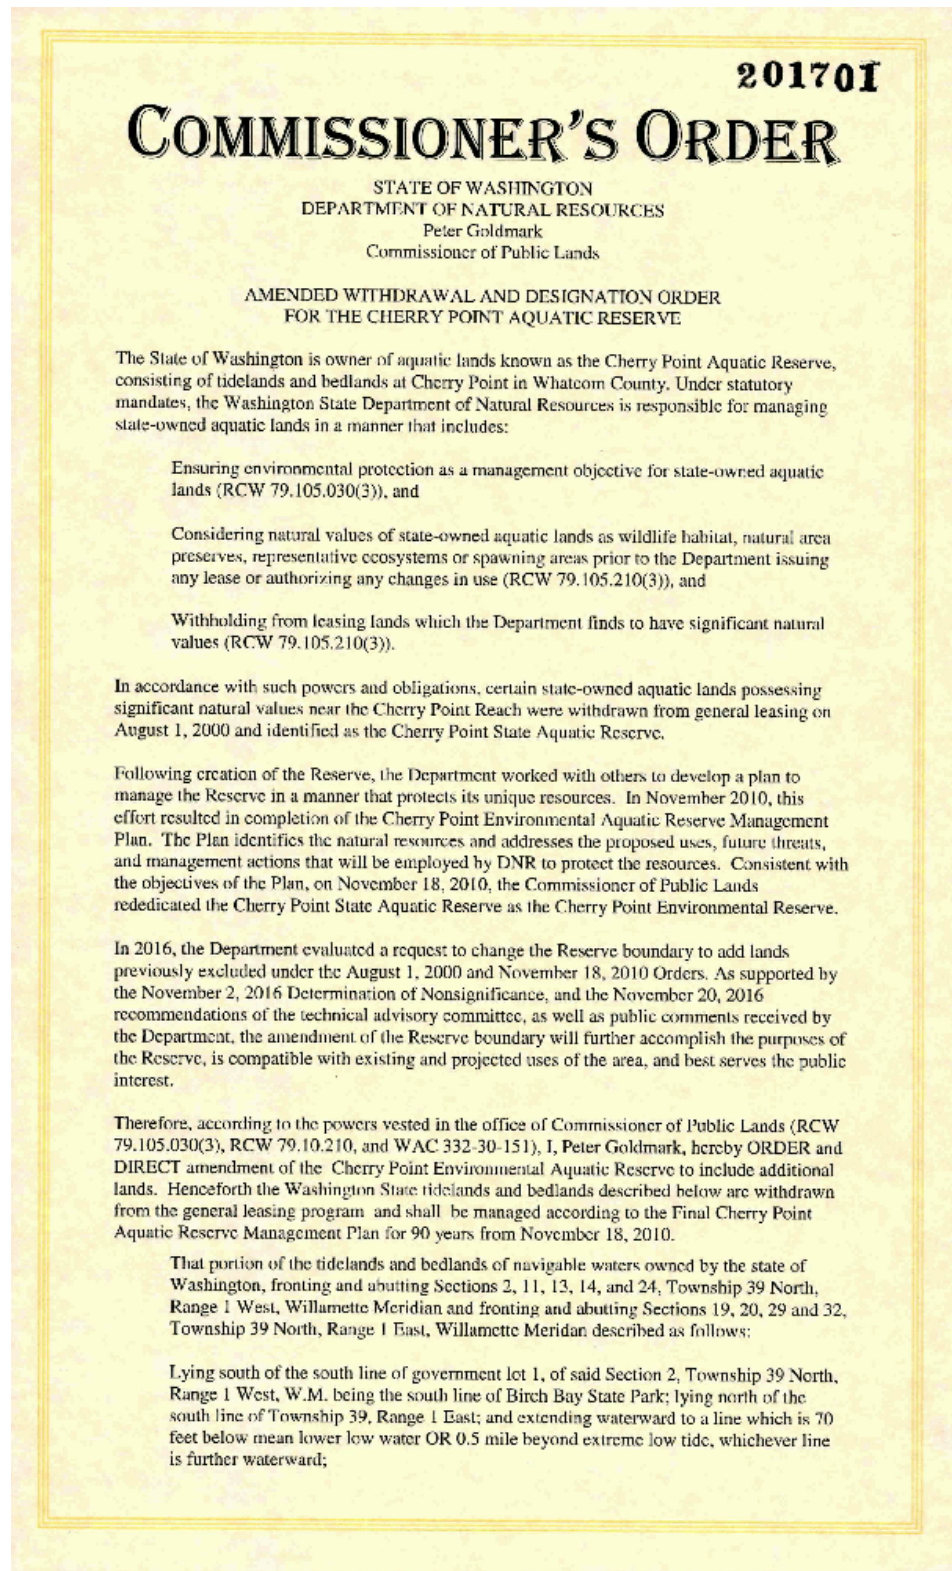 201701
COMMISSIONER'S ORDER
STATE OF WASHINGTON
DEPARTMENT OF NATURAL RESOURCES
Peter Goldmark
Commissioner of Public Lands
AMENDED WITHDRAWAL AND DESIGNATION ORDER
FOR THE CHERRY POINT AQUATIC RESERVE
The State of Washington is owner of aquatic lands known as the Cherry Point Aquatic Reserve,
consisting of tidelands and bedlands at Cherry Point in Whatcom County. Under statutory
mandates, the Washington State Department of Natural Resources is responsible for managing
state-owned aquatic lands in a manner that includes:
Ensuring environmental protection as a management objective for state-owned aquatic
lands (RCW 79.105.030(3)), and
Considering natural values of state-owned aquatic lands as wildlife habitat, natural area
preserves, representative ecosystems or spawning areas prior to the Department issuing
any lease or authorizing any changes in use (RCW 79.105.210(3)), and
Withholding from leasing lands which the Department finds to have significant natural
values (RCW 79.105.210(3)).
In accordance with such powers and obligations, certain state-owned aquatic lands possessing
significant natural values near the Cherry Point Reach were withdrawn from general leasing on
August 1, 2000 and identified as the Cherry Point State Aquatic Reserve.
Following creation of the Reserve, the Department worked with others to develop a plan to
manage the Reserve in a manner that protects its unique resources. In November 2010, this
effort resulted in completion of the Cherry Point Environmental Aquatic Reserve Management
Plan. The Plan identifies the natural resources and addresses the proposed uses, future threats,
and management actions that will be employed by DNR to protect the resources. Consistent with
the objectives of the Plan, on November 18, 2010, the Commissioner of Public Lands
rededicated the Cherry Point State Aquatic Reserve as the Cherry Point Environmental Reserve.
In 2016, the Department evaluated a request to change the Reserve boundary to add lands
previously excluded under the August 1, 2000 and November 18, 2010 Orders. As supported by
the November 2, 2016 Determination of Nonsignificance, and the November 20, 2016
recommendations of the technical advisory committee, as well as public comments received by
the Department, the amendment of the Reserve boundary will further accomplish the purposes of
the Reserve, is compatible with existing and projected uses of the area, and best serves the public
interest.
Therefore, according to the powers vested in the office of Commissioner of Public Lands (RCW
79.105.030(3), RCW 79.10.210, and WAC 332-30-151), I, Peter Goldmark, hereby ORDER and
DIRECT amendment of the Cherry Point Environmental Aquatic Reserve to include additional
lands. Henceforth the Washington State tidelands and bedlands described below are withdrawn
from the general leasing program and shall be managed according to the Final Cherry Point
Aquatic Reserve Management Plan for 90 years from November 18, 2010.
That portion of the tidelands and bedlands of navigable waters owned by the state of
Washington, fronting and abutting Sections 2, 11, 13, 14, and 24, Township 39 North,
Range 1 West, Willamette Meridian and fronting and abutting Sections 19, 20, 29 and 32,
Township 39 North, Range 1 East, Willamette Meridan described as follows:
Lying south of the south line of government lot 1, of said Section 2, Township 39 North,
Range 1 West, W.M. being the south line of Birch Bay State Park; lying north of the
south line of Township 39, Range 1 East; and extending waterward to a line which is 70
feet below mean lower low water OR 0.5 mile beyond extreme low tide, whichever line
is further waterward;